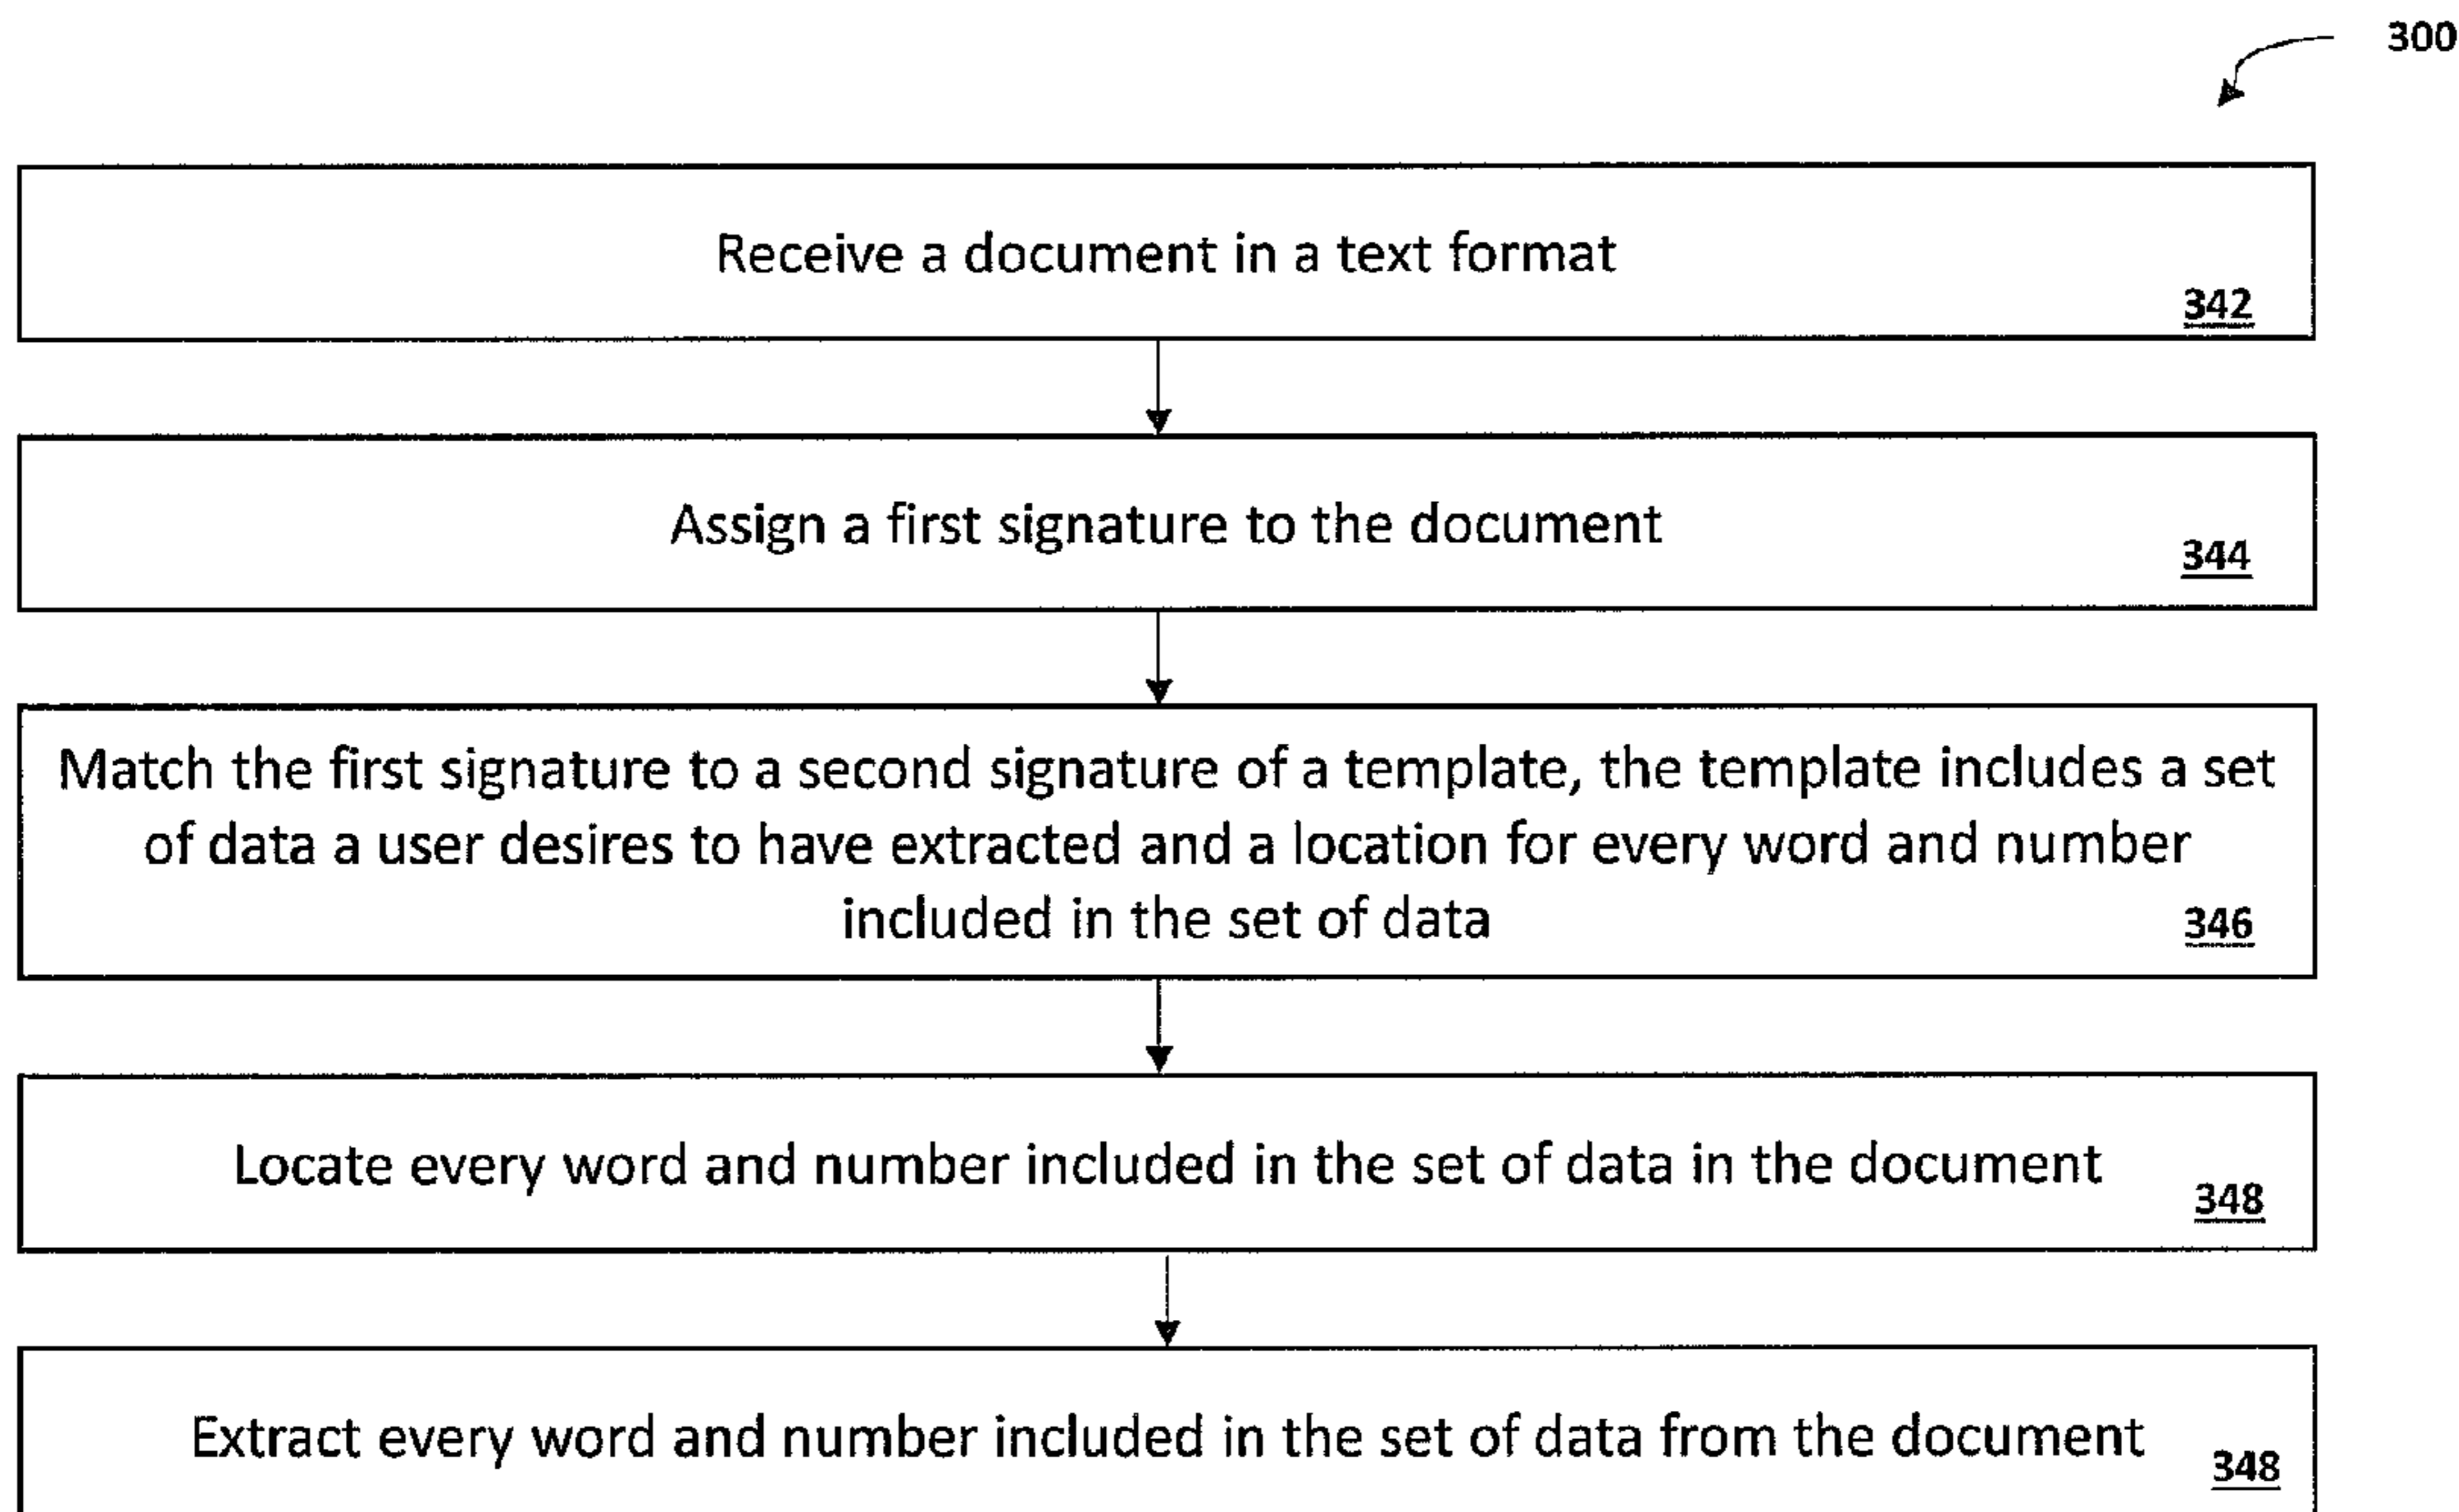 300
Receive a document in a text format
342
Assign a first signature to the document
344
Match the first signature to a second signature of a template, the template includes a set
of data a user desires to have extracted and a location for every word and number
included in the set of data
346
Locate every word and number included in the set of data in the document
348
Extract every word and number included in the set of data from the document
348